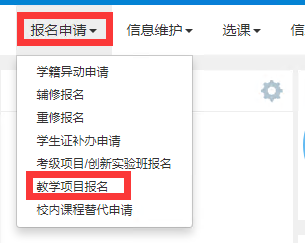 报名申请 信息维护 选课 信
学籍异动申请
辅修报名
重修报名
学生证补办申请
考级项目/创新实验班报名
教学项目报名
校内课程替代申请